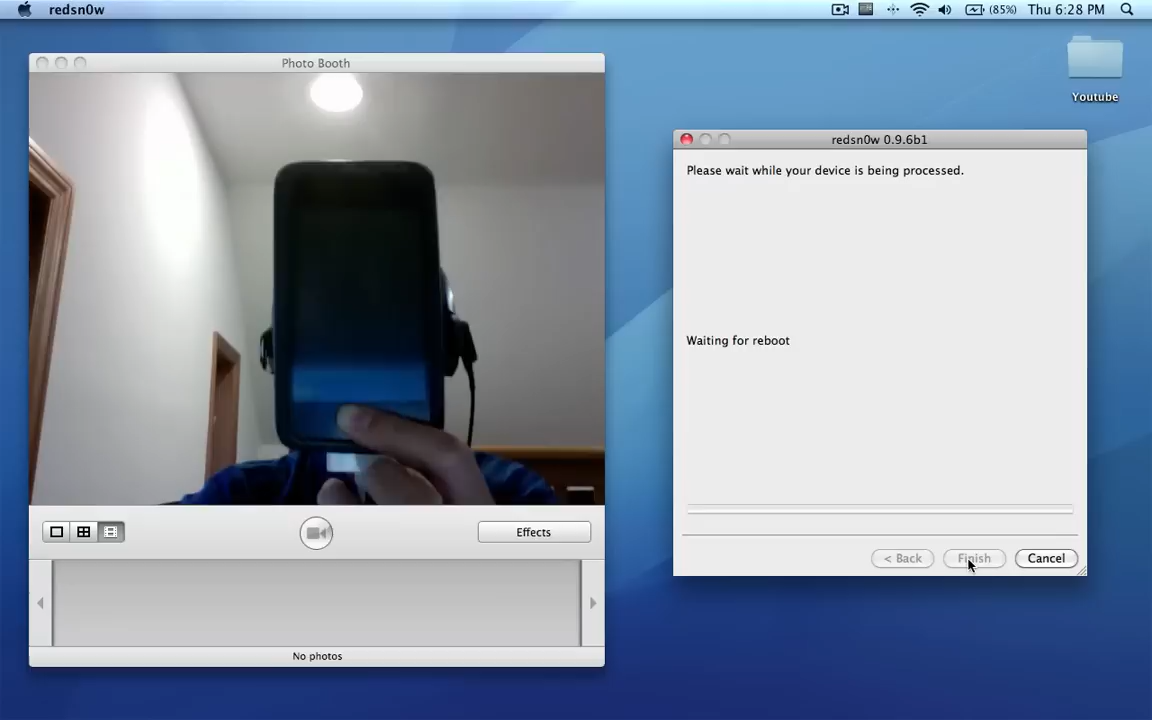 redsn0w
(85%)
Thu 6:28 PM
Youtube
Photo Booth
Effects
No photos
redsn0w 0.9.6b1
Please wait while your device is being processed.
Waiting for reboot
< Back
Finish
Cancel